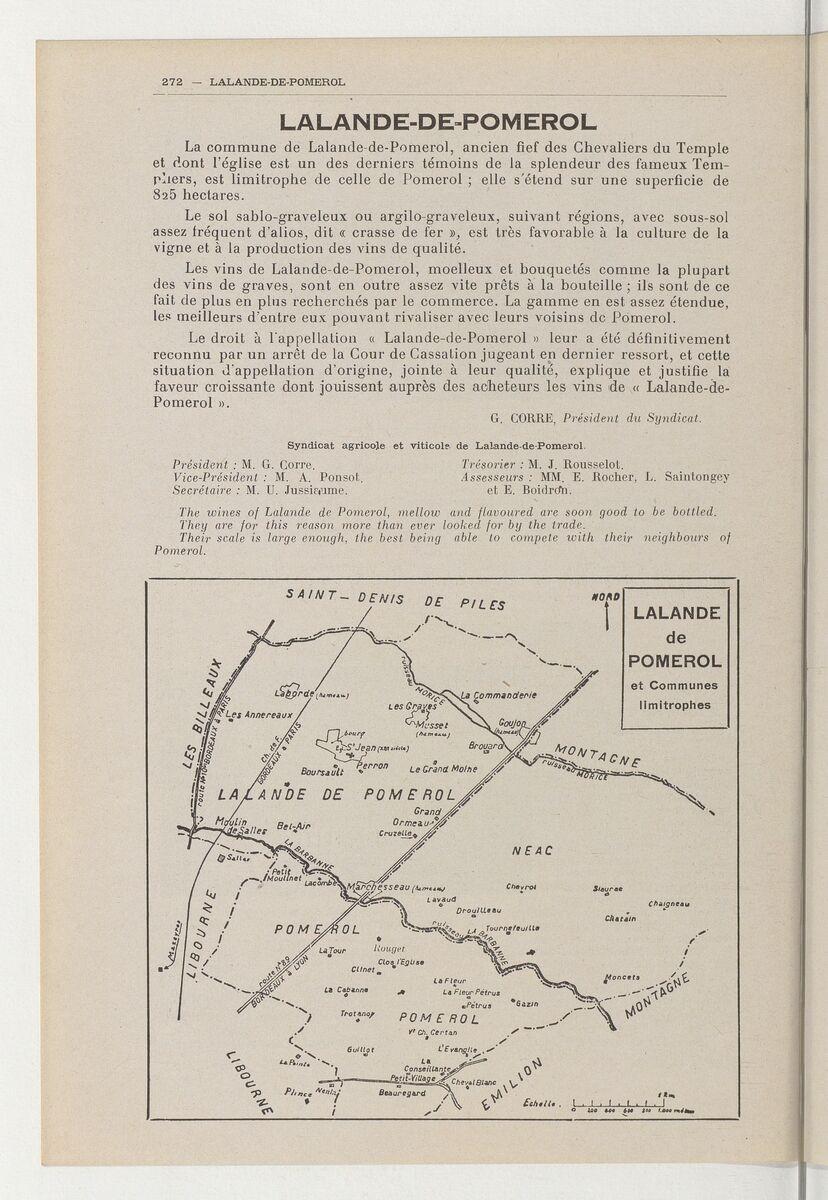 272 — LALANDE-DE-POMEROL
LALANDE-DE-POMEROL
La commune de Lalande-de-Pomerol, ancien fief des Chevaliers du Temple
et dont l'église est un des derniers témoins de la splendeur des fameux Tem-
pliers, est limitrophe de celle de Pomerol ; elle s'étend sur une superficie de
825 hectares.
Le sol sablo-graveleux ou argilo-graveleux, suivant régions, avec sous-sol
assez fréquent d'alios, dit « crasse de fer », est très favorable à la culture de la
vigne et à la production des vins de qualité.
Les vins de Lalande-de-Pomerol, moelleux et bouquetés comme la plupart
des vins de graves, sont en outre assez vite prêts à la bouteille ; ils sont de ce
fait de plus en plus recherchés par le commerce. La gamme en est assez étendue,
les meilleurs d'entre eux pouvant rivaliser avec leurs voisins de Pomerol.
Le droit à l'appellation « Lalande-de-Pomerol » leur a été définitivement
reconnu par un arrêt de la Cour de Cassation jugeant en dernier ressort, et cette
situation d'appellation d'origine, jointe à leur qualité, explique et justifie la
faveur croissante dont jouissent auprès des acheteurs les vins de « Lalande-de-
Pomerol ».
G. CORRE, Président du Syndicat.
Syndicat agricole et viticole de Lalande-de-Pomerol.
Président : M. G. Corre.
Vice-Président : M. A. Ponsot.
Secrétaire : M. U. Jussiaume.
Trésorier : M. J. Rousselot.
Assesseurs : MM. E. Rocher, L. Saintongey
et E. Boidron.
The wines of Lalande de Pomerol, mellow and flavoured are soon good to be bottled.
They are for this reason more than ever looked for by the trade.
Their scale is large enough, the best being able to compete with their neighbours of
Pomerol.
SAINT-DENIS DE PILES
NORD
LALANDE
de
POMEROL
et Communes
limitrophes
LES BILLEAUX
route N°10 BORDEAUX à PARIS
Ch. de F.
BORDEAUX à PARIS
Laborde (hameau)
Les Annereaux
ruisseau MORICE
La Commanderie
Les Graves
Musset
(hameau)
Goujon
(hameau)
Brouard
bourg
St Jean
Perron
Boursault
Le Grand Moine
MONTAGNE
ruisseau MORICE
LALANDE DE POMEROL
Grand
Ormeau
Cruzelle
Moulin
de Salles
Bel-Air
Salles
LA BARBANNE
Petit
Moulinet
Lacombe
Marchesseau (hameau)
NEAC
Chevrol
Siaurac
Chaigneau
Lavaud
Drouilleau
Tournefeuille
ruisseau LA BARBANNE
LIBOURNE
Mazeyre
POMEROL
La Tour
Rouget
Clos l'Eglise
Clinet
route N°89
BORDEAUX à LYON
La Cabanne
La Fleur
La Fleur Pétrus
Pétrus
Gazin
Moncets
MONTAGNE
Trotanoy
POMEROL
Vx Ch. Certan
Guillot
L'Evangile
La Pointe
La
Conseillante
Petit-Village
Cheval Blanc
Beauregard
LIBOURNE
Plince
Nenin
EMILION
Echelle.
0 200 400 600 800 1.000 mètres
1 Km